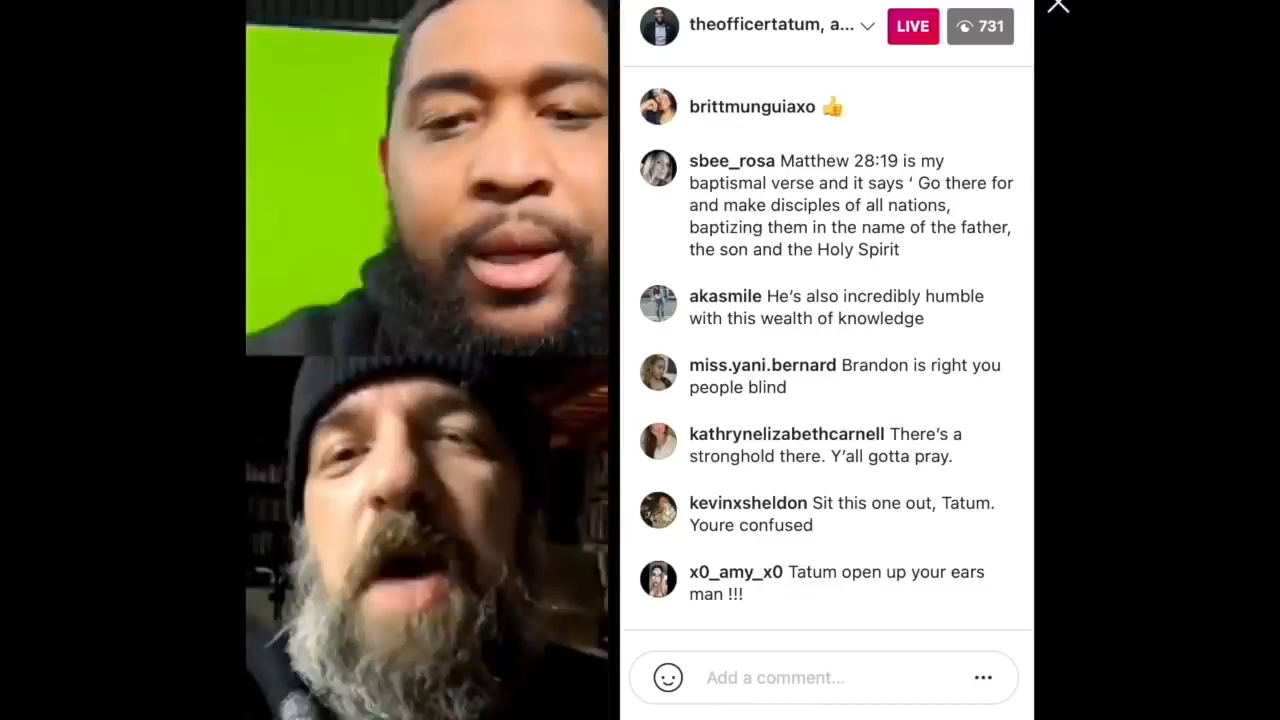 theofficertatum, a...
LIVE
731
brittmunguiaxo 👍
sbee_rosa Matthew 28:19 is my
baptismal verse and it says ‘ Go there for
and make disciples of all nations,
baptizing them in the name of the father,
the son and the Holy Spirit
akasmile He’s also incredibly humble
with this wealth of knowledge
miss.yani.bernard Brandon is right you
people blind
kathrynelizabethcarnell There’s a
stronghold there. Y’all gotta pray.
kevinxsheldon Sit this one out, Tatum.
Youre confused
x0_amy_x0 Tatum open up your ears
man !!!
Add a comment...